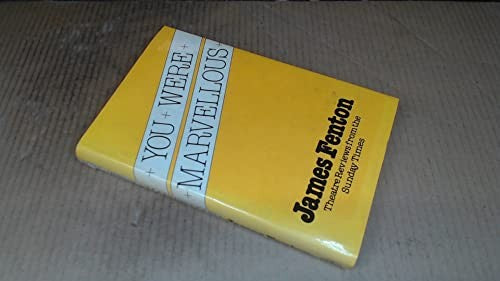 + YOU + WERE +
+ MARVELLOUS +
James Fenton
Theatre Reviews from the
Sunday Times